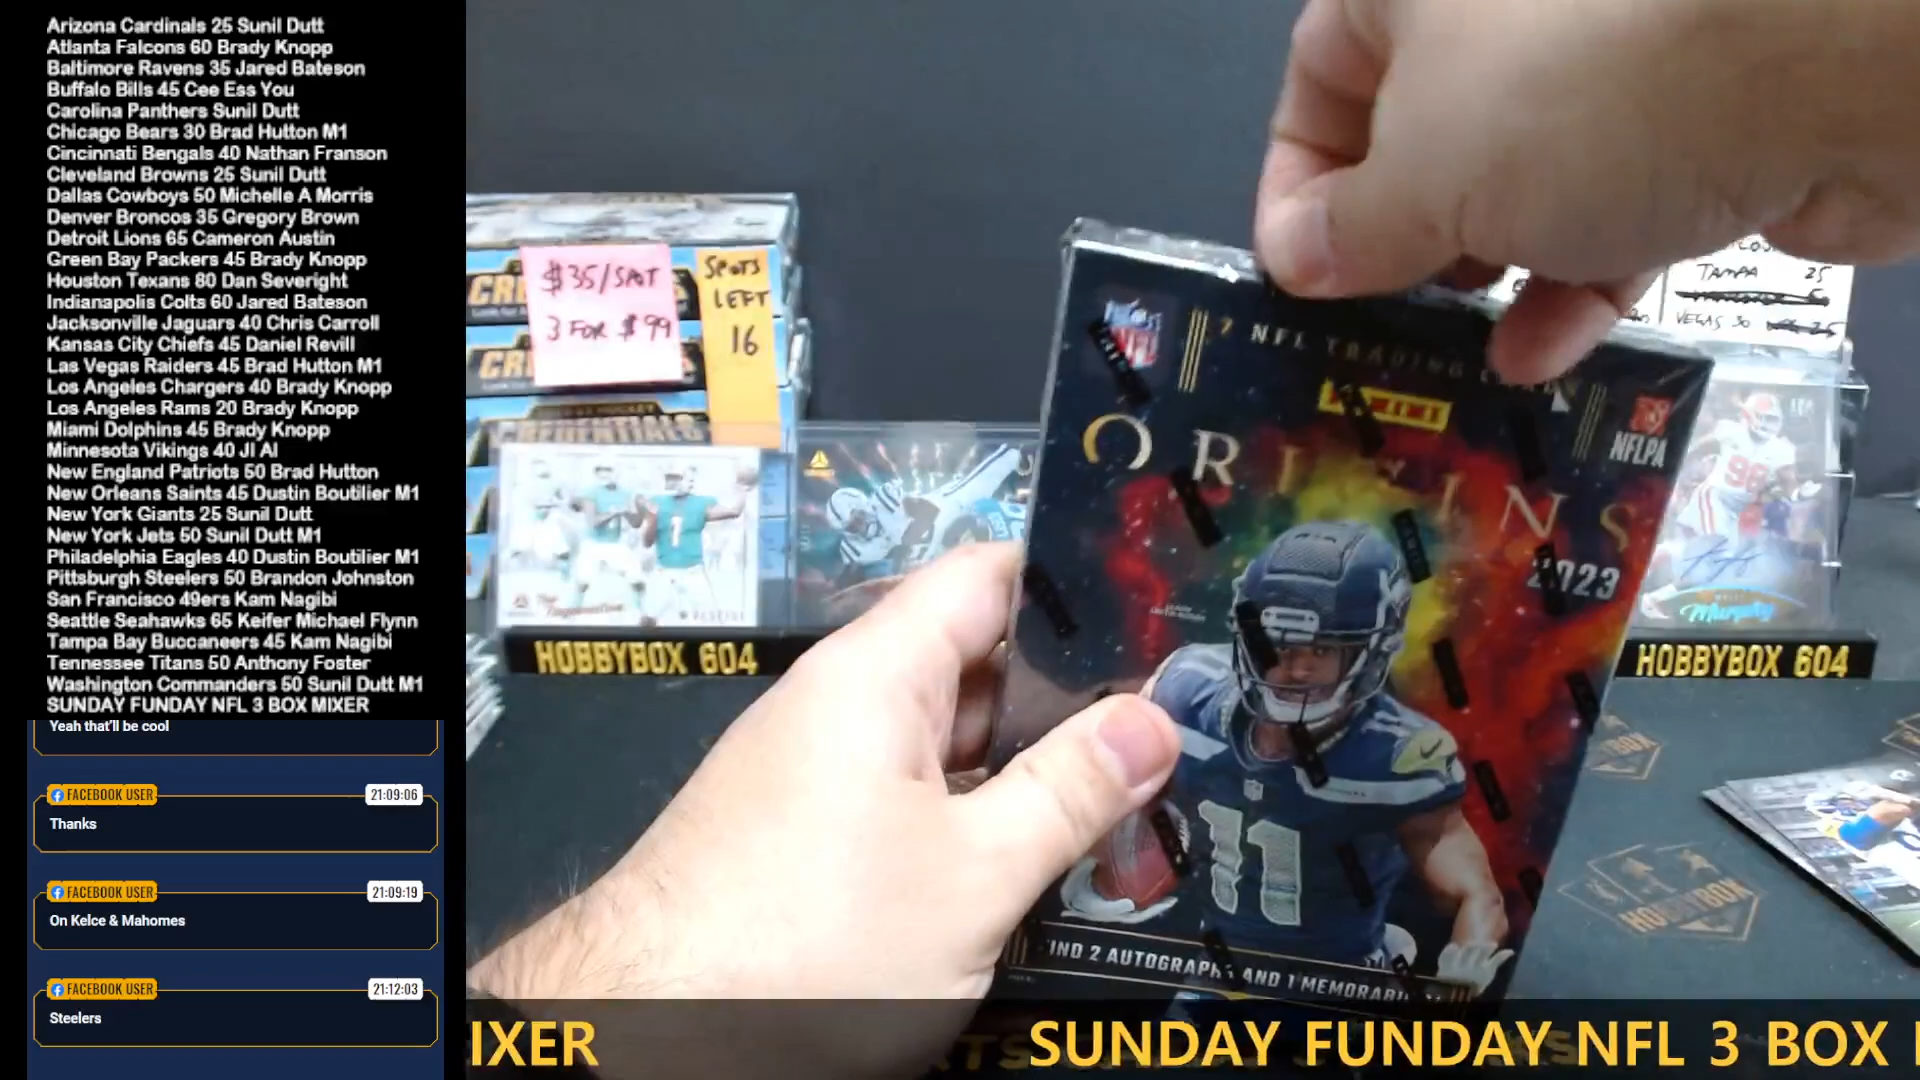 Arizona Cardinals 25 Sunil Dutt
Atlanta Falcons 60 Brady Knopp
Baltimore Ravens 35 Jared Bateson
Buffalo Bills 45 Cee Ess You
Carolina Panthers Sunil Dutt
Chicago Bears 30 Brad Hutton M1
Cincinnati Bengals 40 Nathan Franson
Cleveland Browns 25 Sunil Dutt
Dallas Cowboys 50 Michelle A Morris
Denver Broncos 35 Gregory Brown
Detroit Lions 65 Cameron Austin
Green Bay Packers 45 Brady Knopp
Houston Texans 80 Dan Severight
Indianapolis Colts 60 Jared Bateson
Jacksonville Jaguars 40 Chris Carroll
Kansas City Chiefs 45 Daniel Revill
Las Vegas Raiders 45 Brad Hutton M1
Los Angeles Chargers 40 Brady Knopp
Los Angeles Rams 20 Brady Knopp
Miami Dolphins 45 Brady Knopp
Minnesota Vikings 40 JI AI
New England Patriots 50 Brad Hutton
New Orleans Saints 45 Dustin Boutilier M1
New York Giants 25 Sunil Dutt
New York Jets 50 Sunil Dutt M1
Philadelphia Eagles 40 Dustin Boutilier M1
Pittsburgh Steelers 50 Brandon Johnston
San Francisco 49ers Kam Nagibi
Seattle Seahawks 65 Keifer Michael Flynn
Tampa Bay Buccaneers 45 Kam Nagibi
Tennessee Titans 50 Anthony Foster
Washington Commanders 50 Sunil Dutt M1
SUNDAY FUNDAY NFL 3 BOX MIXER
Yeah that'll be cool
FACEBOOK USER 21:09:06
Thanks
FACEBOOK USER 21:09:19
On Kelce & Mahomes
FACEBOOK USER 21:12:03
Steelers
$35/SPOT
3 FOR $99
SPOTS
LEFT
16
CREDENTIALS
1
HOBBYBOX 604
7 NFL TRADING CARDS
NFL
PANINI
NFLPA
ORIGINS
2023
11
FIND 2 AUTOGRAPHS AND 1 MEMORABI
TAMPA 25
VEGAS 30
98
Murphy
HOBBYBOX 604
HOBBYBOX
IXER SUNDAY FUNDAY NFL 3 BOX